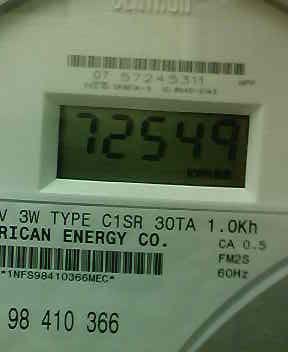 CENTRON
07 57245311
72549
V 3W TYPE C1SR 30TA 1.0Kh
RICAN ENERGY CO. CA 0.5
FM2S
*1NFS98410366MEC* 60Hz
98 410 366